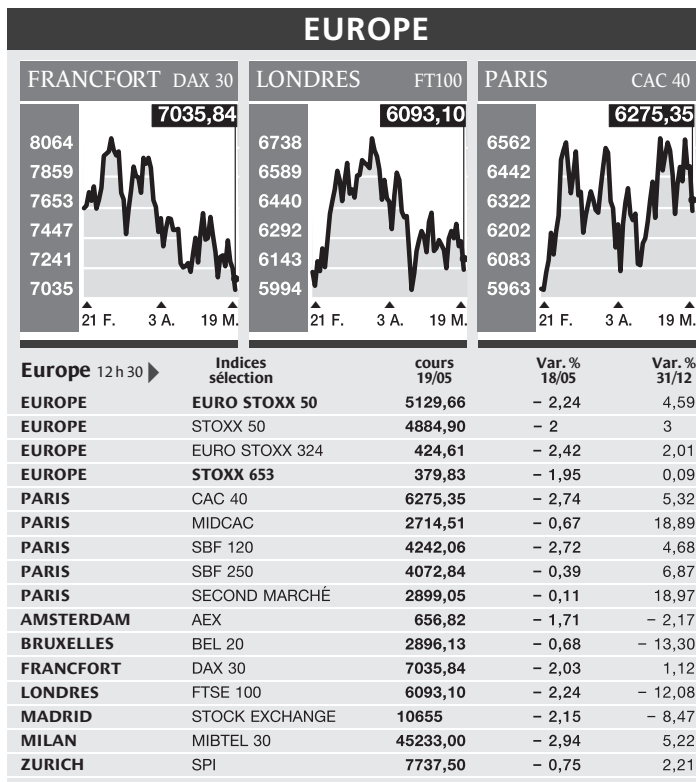 EUROPE
FRANCFORT DAX 30
7035,84
8064
7859
7653
7447
7241
7035
21 F. 3 A. 19 M.
LONDRES FT100
6093,10
6738
6589
6440
6292
6143
5994
21 F. 3 A. 19 M.
PARIS CAC 40
6275,35
6562
6442
6322
6202
6083
5963
21 F. 3 A. 19 M.
Europe 12 h 30 Indices sélection cours 19/05 Var. % 18/05 Var. % 31/12
EUROPE EURO STOXX 50 5129,66 – 2,24 4,59
EUROPE STOXX 50 4884,90 – 2 3
EUROPE EURO STOXX 324 424,61 – 2,42 2,01
EUROPE STOXX 653 379,83 – 1,95 0,09
PARIS CAC 40 6275,35 – 2,74 5,32
PARIS MIDCAC 2714,51 – 0,67 18,89
PARIS SBF 120 4242,06 – 2,72 4,68
PARIS SBF 250 4072,84 – 0,39 6,87
PARIS SECOND MARCHÉ 2899,05 – 0,11 18,97
AMSTERDAM AEX 656,82 – 1,71 – 2,17
BRUXELLES BEL 20 2896,13 – 0,68 – 13,30
FRANCFORT DAX 30 7035,84 – 2,03 1,12
LONDRES FTSE 100 6093,10 – 2,24 – 12,08
MADRID STOCK EXCHANGE 10655 – 2,15 – 8,47
MILAN MIBTEL 30 45233,00 – 2,94 5,22
ZURICH SPI 7737,50 – 0,75 2,21